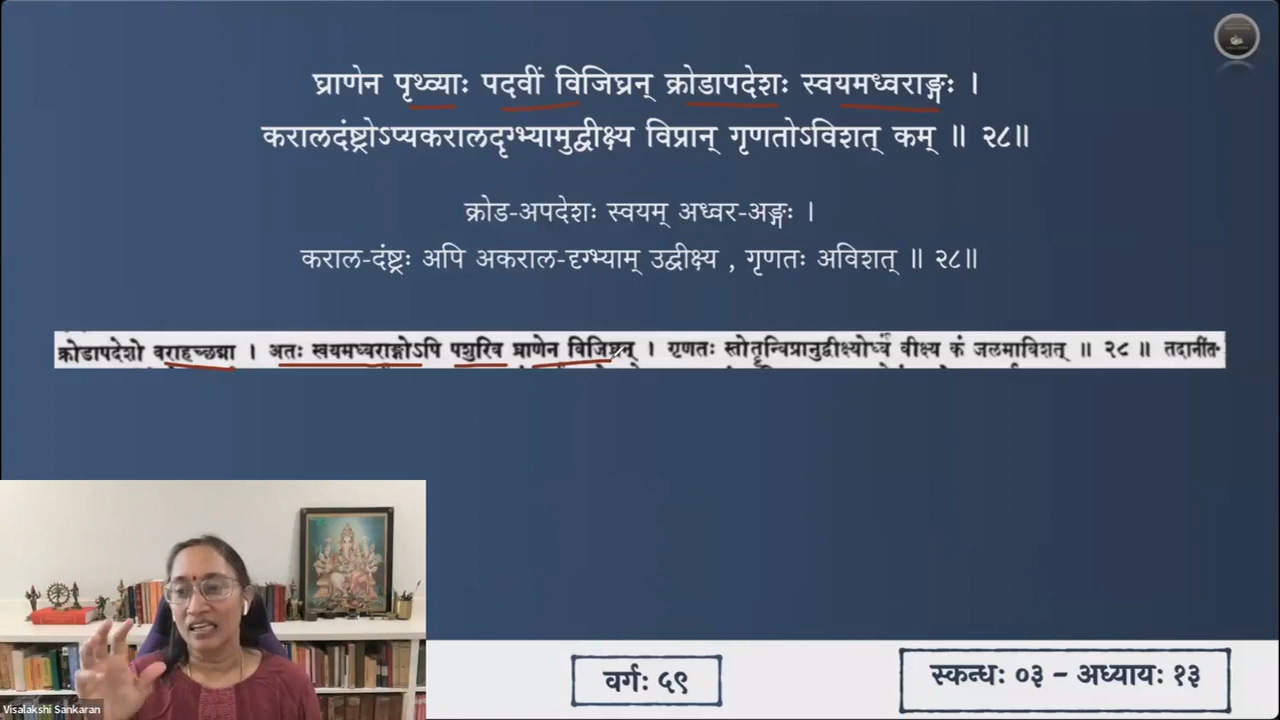 घ्राणेन पृथ्व्याः पदवीं विजिघ्रन् क्रोडापदेशः स्वयमध्वराङ्गः ।
करालदंष्ट्रोऽप्यकरालदृग्भ्यामुद्वीक्ष्य विप्रान् गृणतोऽविशत् कम् ॥ २८॥
क्रोड-अपदेशः स्वयम् अध्वर-अङ्गः ।
कराल-दंष्ट्रः अपि अकराल-दृग्भ्याम् उद्वीक्ष्य , गृणतः अविशत् ॥ २८॥
क्रोडापदेशो वराहच्छद्मा । अतः स्वयमध्वराङ्गोऽपि पशुरिव घ्राणेन विजिघ्रन् । गृणतः स्तोतॄन्विप्रानुद्वीक्ष्योर्ध्वं वीक्ष्य कं जलमाविशत् ॥ २८ ॥ तदानींत-
Visalakshi Sankaran
वर्गः ५९
स्कन्धः ०३ – अध्यायः १३